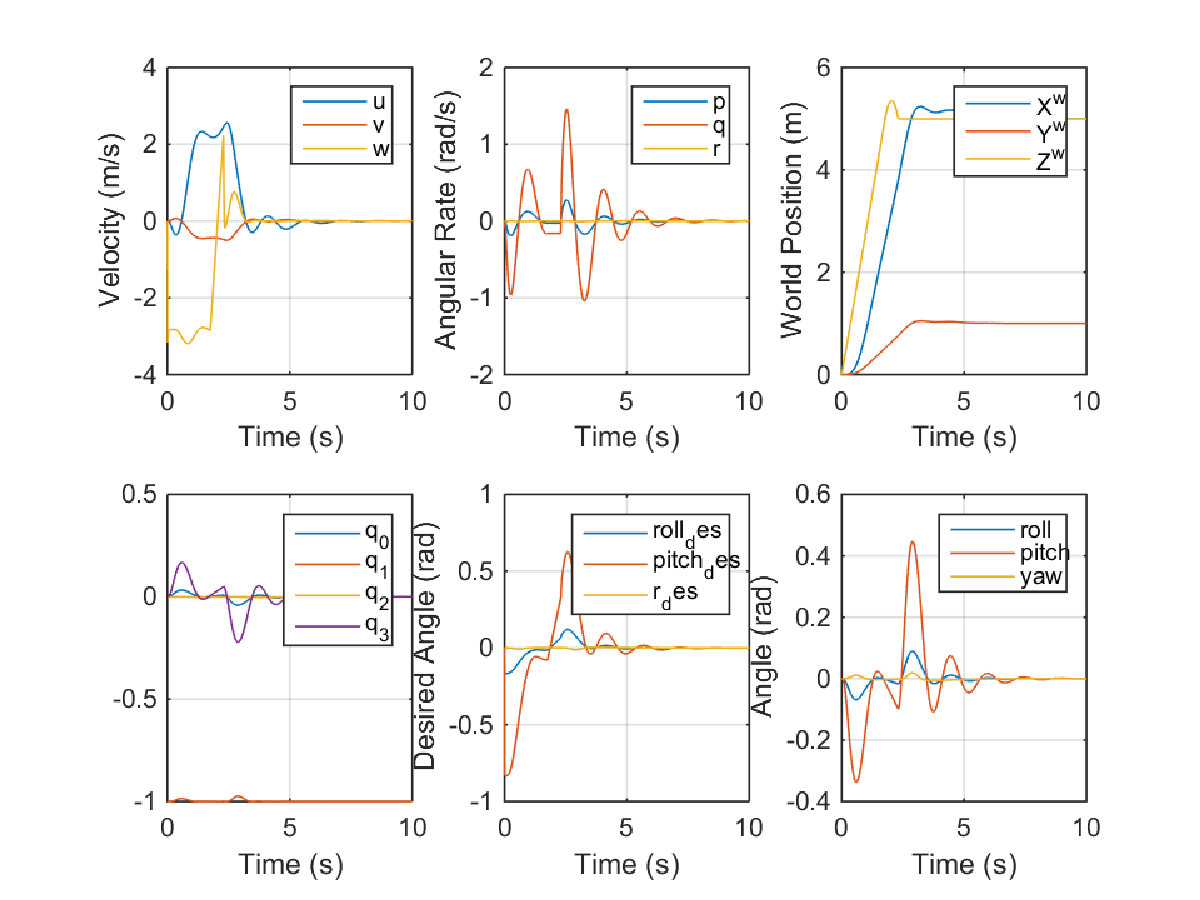 Velocity (m/s)
4
2
0
-2
-4
u
v
w
0 5 10
Time (s)
Angular Rate (rad/s)
2
1
0
-1
-2
p
q
r
0 5 10
Time (s)
World Position (m)
6
4
2
0
X^w
Y^w
Z^w
0 5 10
Time (s)
0.5
0
-0.5
-1
q_0
q_1
q_2
q_3
0 5 10
Time (s)
Desired Angle (rad)
1
0.5
0
-0.5
-1
roll_des
pitch_des
r_des
0 5 10
Time (s)
Angle (rad)
0.6
0.4
0.2
0
-0.2
-0.4
roll
pitch
yaw
0 5 10
Time (s)